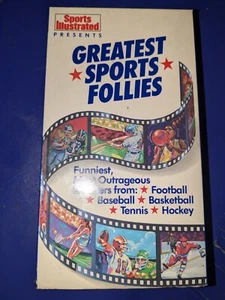 Sports
Illustrated
PRESENTS
GREATEST
SPORTS
FOLLIES
Funniest,
Outrageous
from: Football
Baseball Basketball
Tennis Hockey